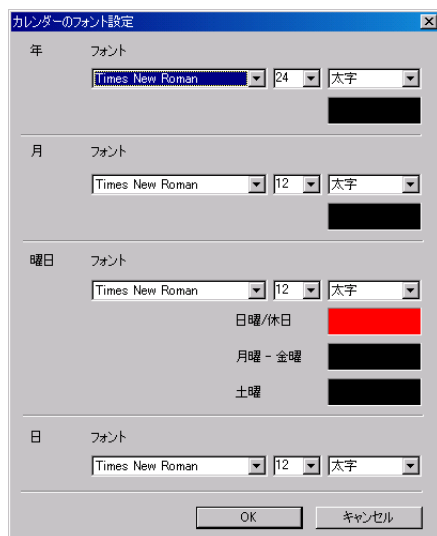 カレンダーのフォント設定
年 フォント
Times New Roman 24 太字
月 フォント
Times New Roman 12 太字
曜日 フォント
Times New Roman 12 太字
日曜/休日
月曜 - 金曜
土曜
日 フォント
Times New Roman 12 太字
OK キャンセル